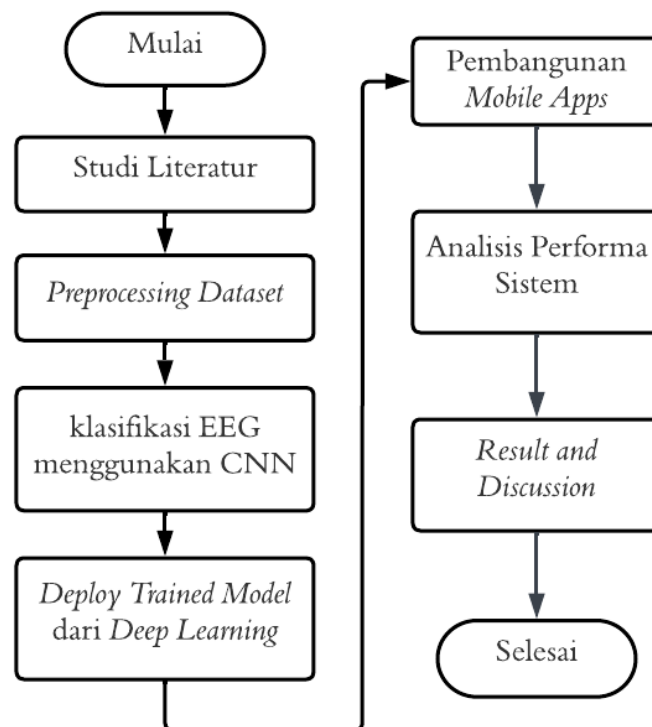 Mulai
Studi Literatur
Preprocessing Dataset
klasifikasi EEG
menggunakan CNN
Deploy Trained Model
dari Deep Learning
Pembangunan
Mobile Apps
Analisis Performa
Sistem
Result and
Discussion
Selesai